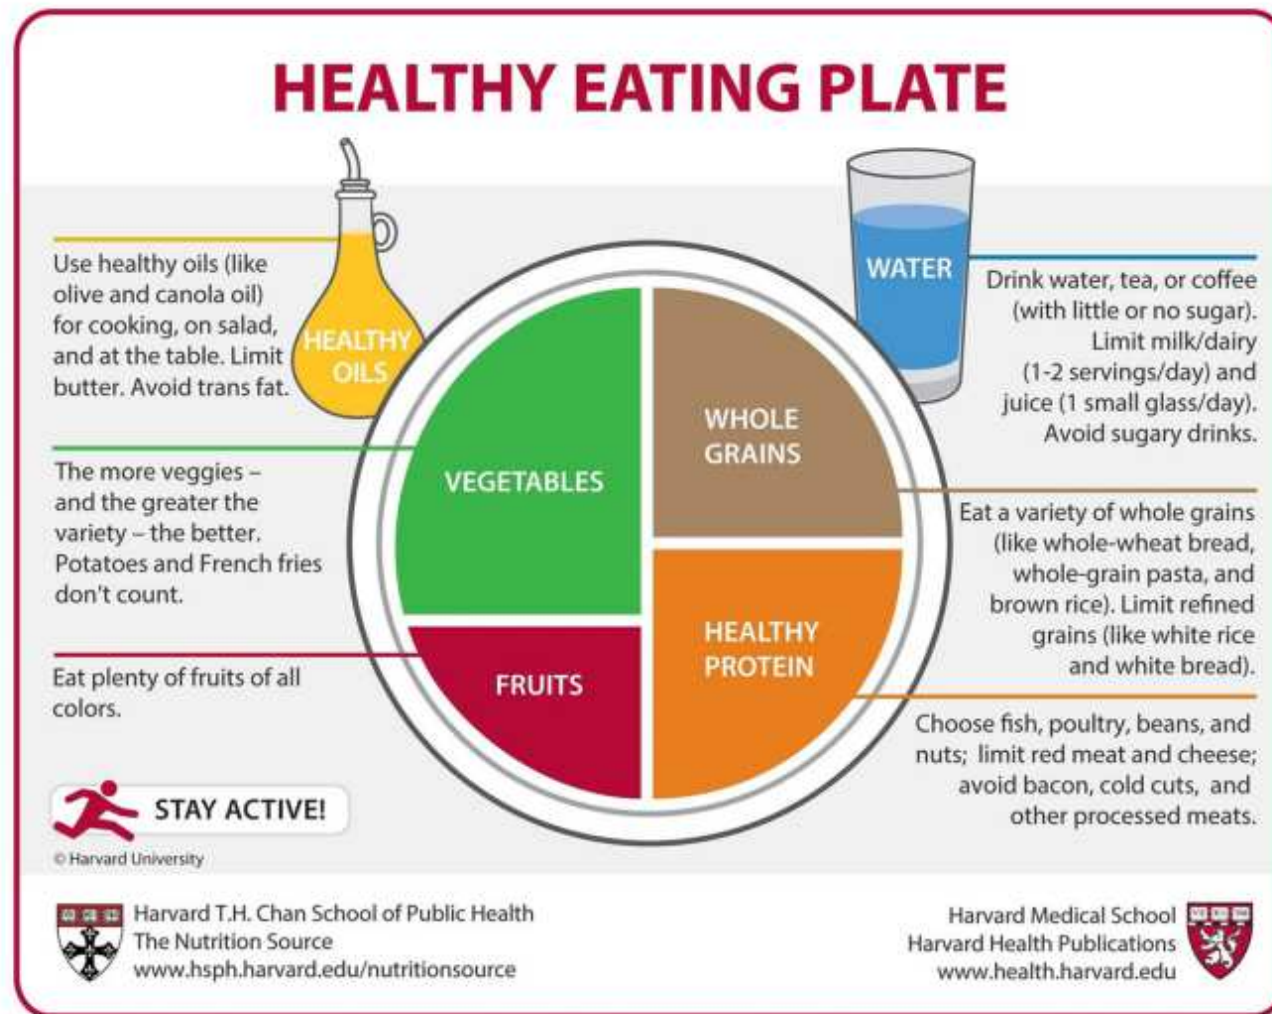 HEALTHY EATING PLATE
Use healthy oils (like
olive and canola oil)
for cooking, on salad,
and at the table. Limit
butter. Avoid trans fat.
HEALTHY
OILS
The more veggies –
and the greater the
variety – the better.
Potatoes and French fries
don't count.
Eat plenty of fruits of all
colors.
VEGETABLES
FRUITS
WHOLE
GRAINS
HEALTHY
PROTEIN
WATER
Drink water, tea, or coffee
(with little or no sugar).
Limit milk/dairy
(1-2 servings/day) and
juice (1 small glass/day).
Avoid sugary drinks.
Eat a variety of whole grains
(like whole-wheat bread,
whole-grain pasta, and
brown rice). Limit refined
grains (like white rice
and white bread).
Choose fish, poultry, beans, and
nuts; limit red meat and cheese;
avoid bacon, cold cuts, and
other processed meats.
STAY ACTIVE!
© Harvard University
Harvard T.H. Chan School of Public Health
The Nutrition Source
www.hsph.harvard.edu/nutritionsource
Harvard Medical School
Harvard Health Publications
www.health.harvard.edu